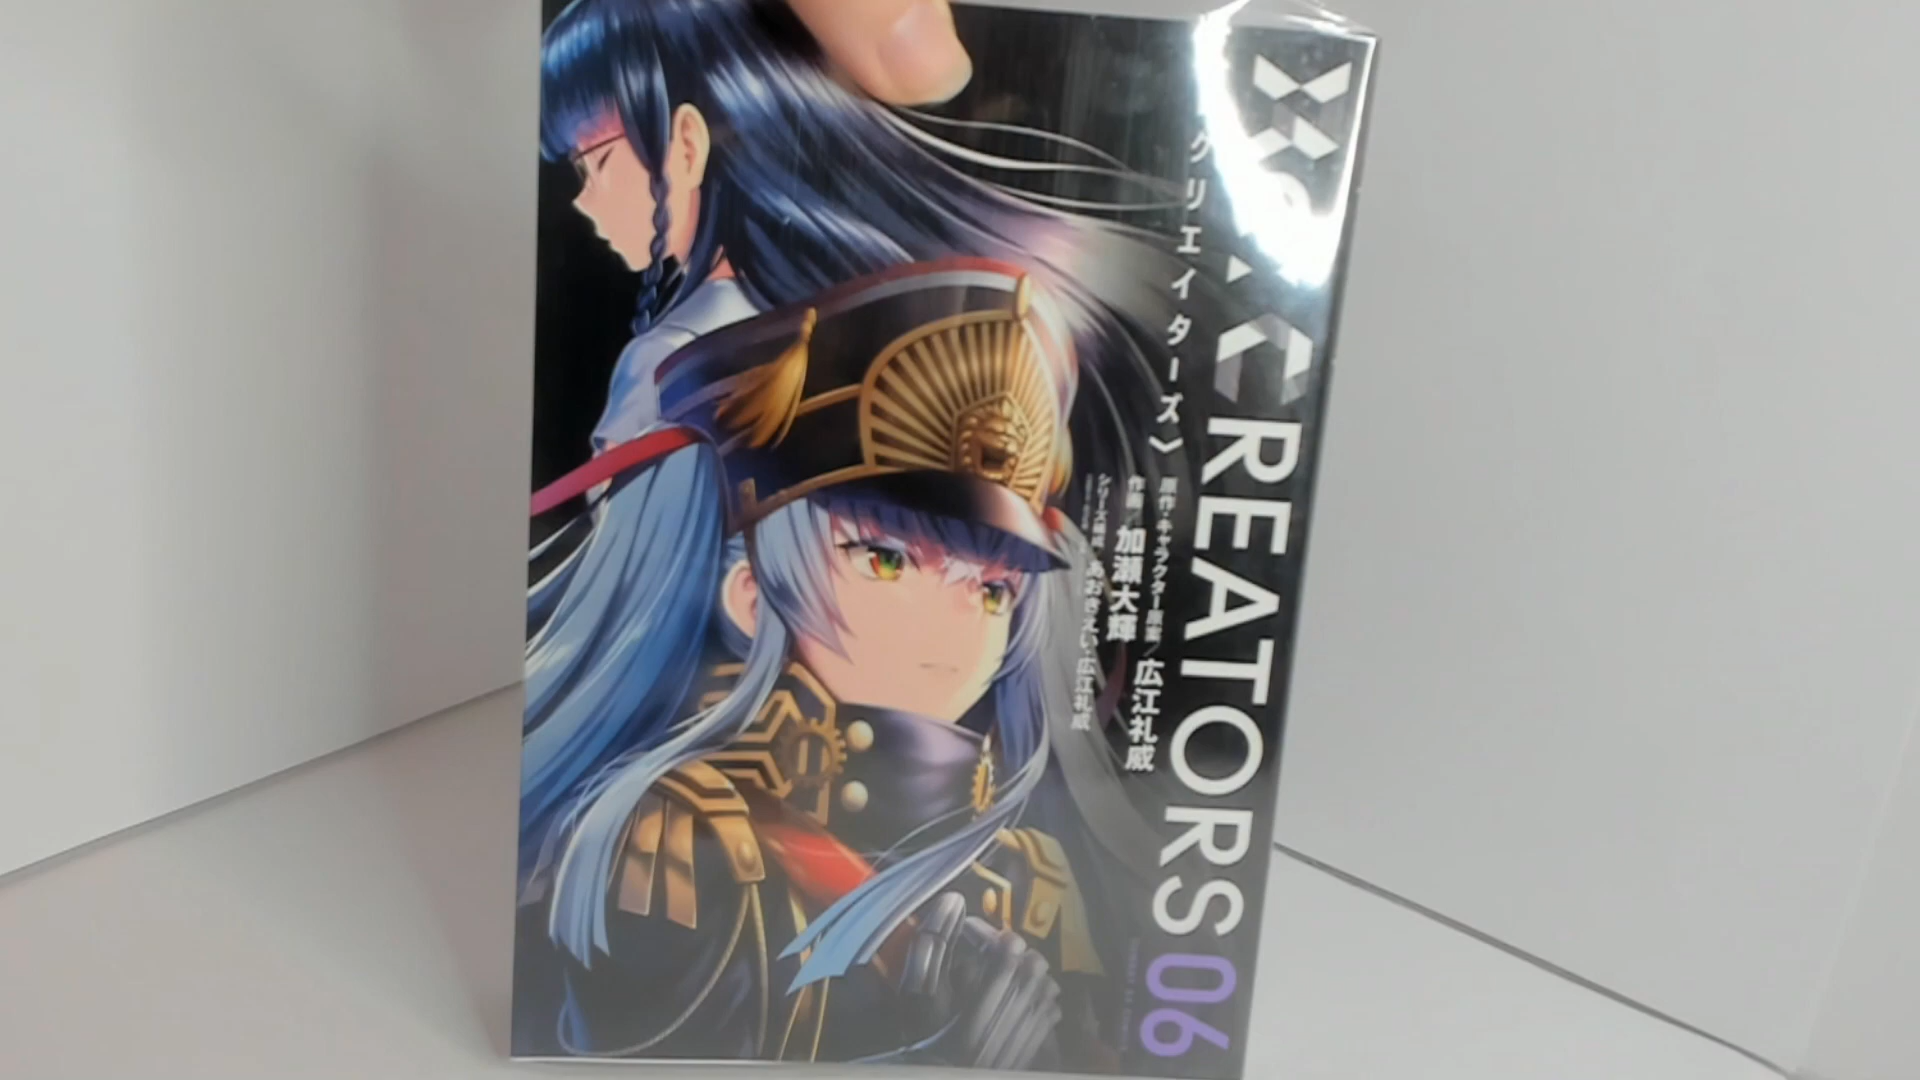 CREATORS 06
クリエイターズ〉
原作・キャラクター原案／広江礼威
作画／加瀬大輝
シリーズ構成／あおきえい・広江礼威